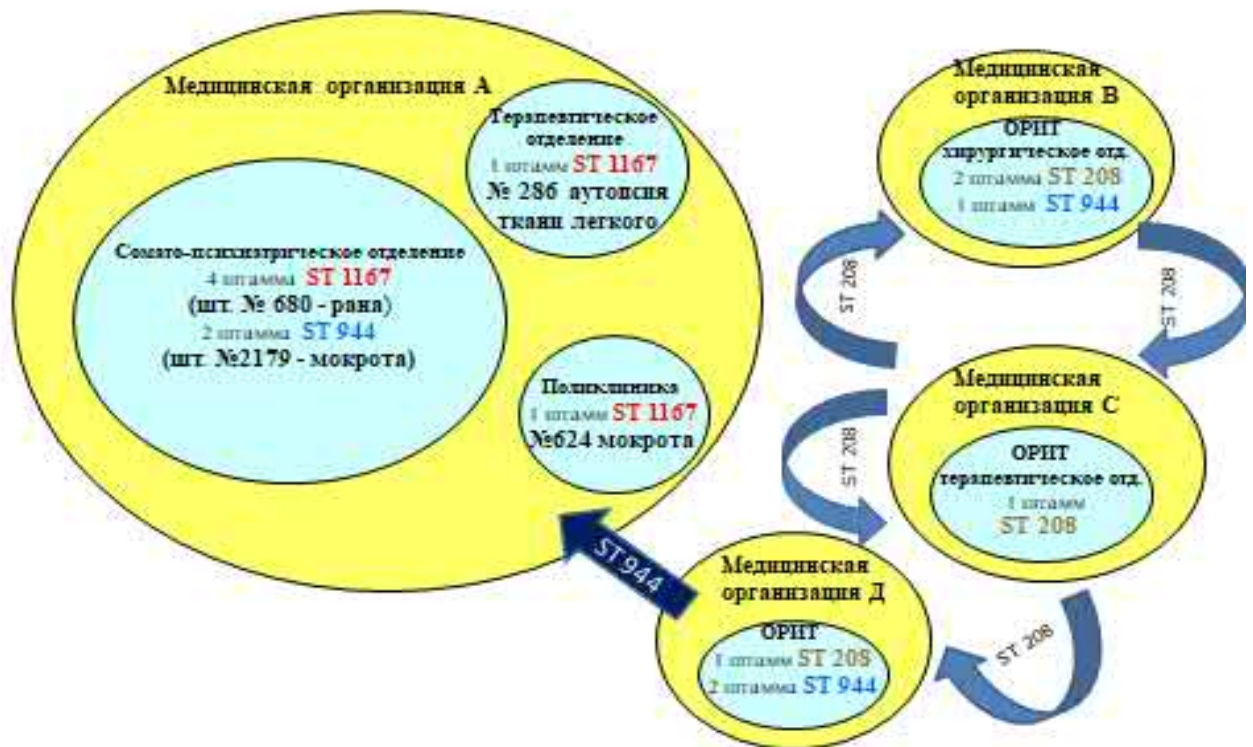 Медицинская организация А
Терапевтическое
отделение
1 штамм ST 1167
№ 286 аутопсия
ткани легкого
Сомато-психиатрическое отделение
4 штамма ST 1167
(шт. № 680 - рана)
2 штамма ST 944
(шт. №2179 - мокрота)
Поликлиника
1 штамм ST 1167
№624 мокрота
Медицинская
организация В
ОРИТ
хирургическое отд.
2 штамма ST 208
1 штамм ST 944
ST 208
ST 208
Медицинская
организация С
ОРИТ
терапевтическое отд.
1 штамм
ST 208
ST 208
ST 944
Медицинская
организация Д
ОРИТ
1 штамм ST 208
2 штамма ST 944
ST 208